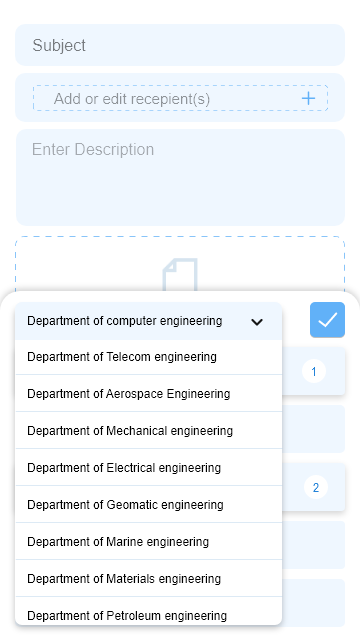 Subject
Add or edit recepient(s)
Enter Description
Department of computer engineering
Department of Telecom engineering
1
Department of Aerospace Engineering
Department of Mechanical engineering
Department of Electrical engineering
2
Department of Geomatic engineering
Department of Marine engineering
Department of Materials engineering
Department of Petroleum engineering